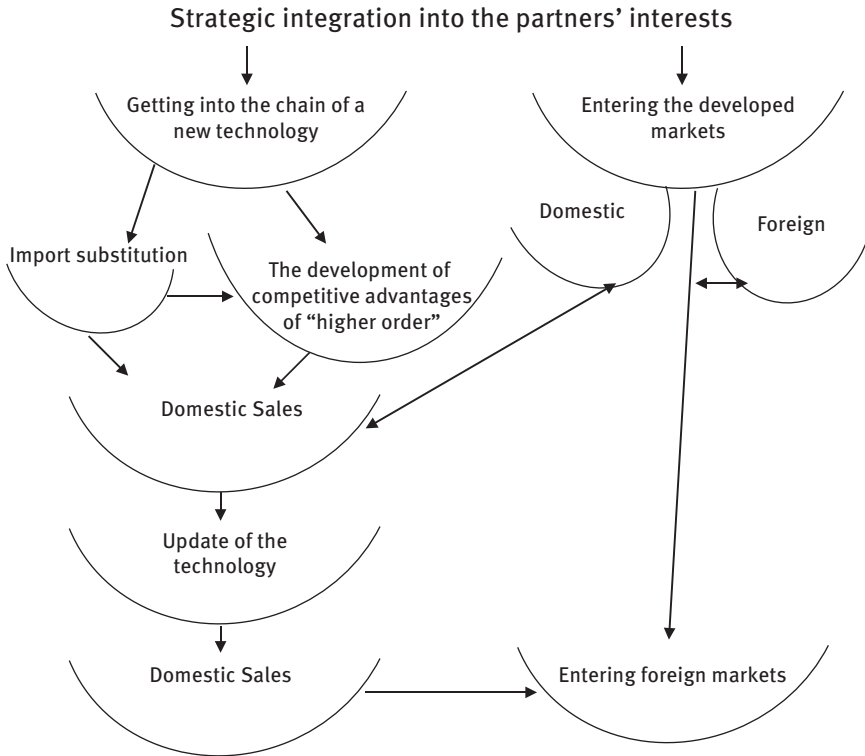 Strategic integration into the partners’ interests
Getting into the chain of a
new technology
Entering the developed
markets
Domestic
Foreign
Import substitution
The development of
competitive advantages
of “higher order”
Domestic Sales
Update of the
technology
Domestic Sales
Entering foreign markets